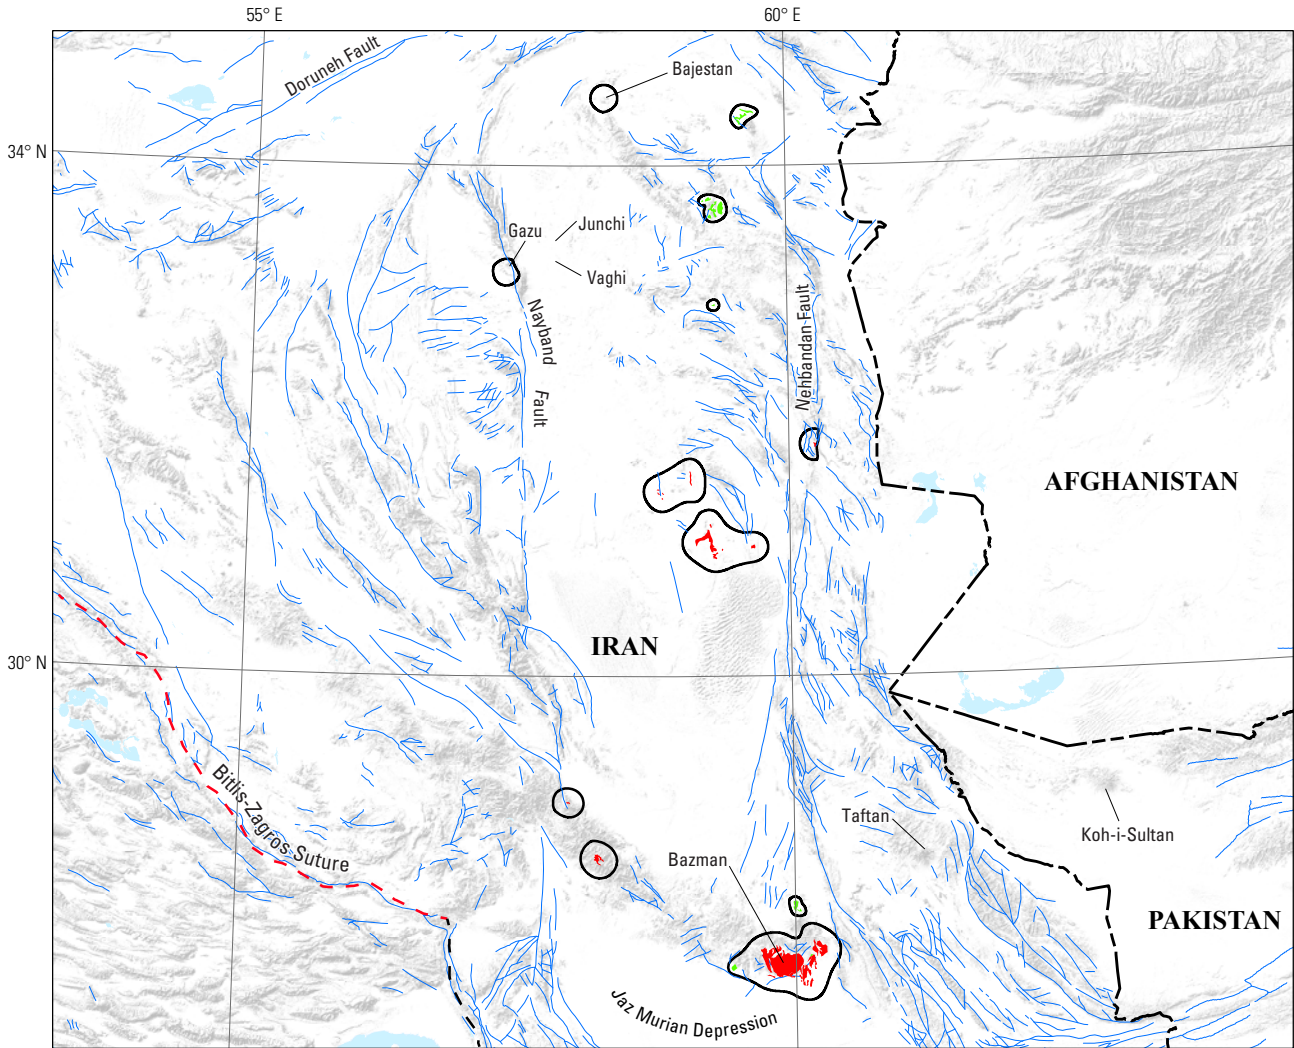 55° E
60° E
Doruneh Fault
Bajestan
34° N
Junchi
Gazu
Vaghi
Nayband
Fault
Nehbandan-Fault
AFGHANISTAN
IRAN
30° N
Bitlis-Zagros Suture
Taftan
Koh-i-Sultan
Bazman
PAKISTAN
Jaz Murian Depression